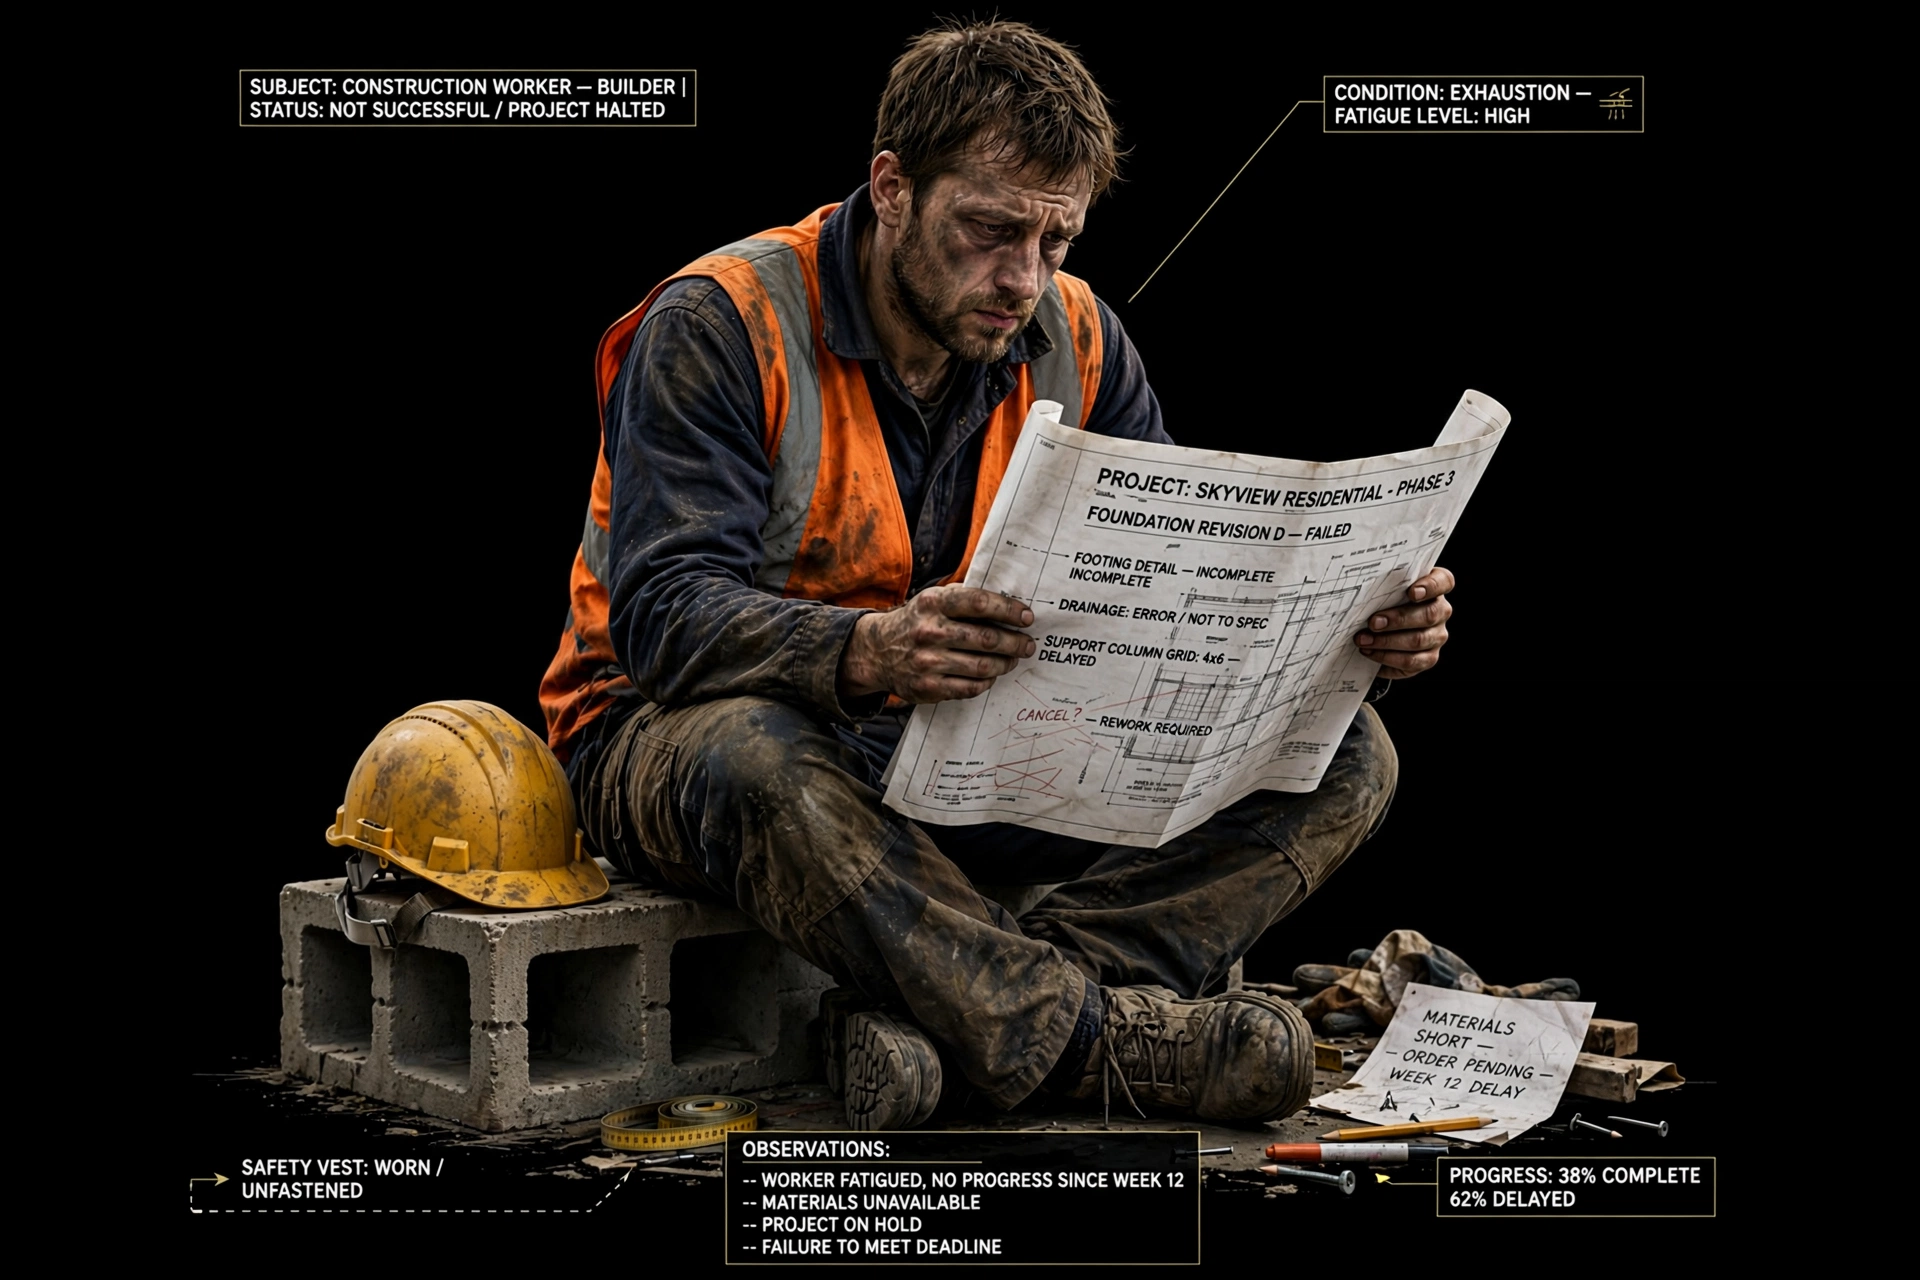 SUBJECT: CONSTRUCTION WORKER — BUILDER |
STATUS: NOT SUCCESSFUL / PROJECT HALTED
CONDITION: EXHAUSTION —
FATIGUE LEVEL: HIGH
PROJECT: SKYVIEW RESIDENTIAL - PHASE 3
FOUNDATION REVISION D — FAILED
FOOTING DETAIL — INCOMPLETE
INCOMPLETE
DRAINAGE: ERROR / NOT TO SPEC
SUPPORT COLUMN GRID: 4x6 —
DELAYED
CANCEL? — REWORK REQUIRED
MATERIALS
SHORT —
– ORDER PENDING —
WEEK 12 DELAY
SAFETY VEST: WORN /
UNFASTENED
OBSERVATIONS:
-- WORKER FATIGUED, NO PROGRESS SINCE WEEK 12
-- MATERIALS UNAVAILABLE
-- PROJECT ON HOLD
-- FAILURE TO MEET DEADLINE
PROGRESS: 38% COMPLETE
62% DELAYED